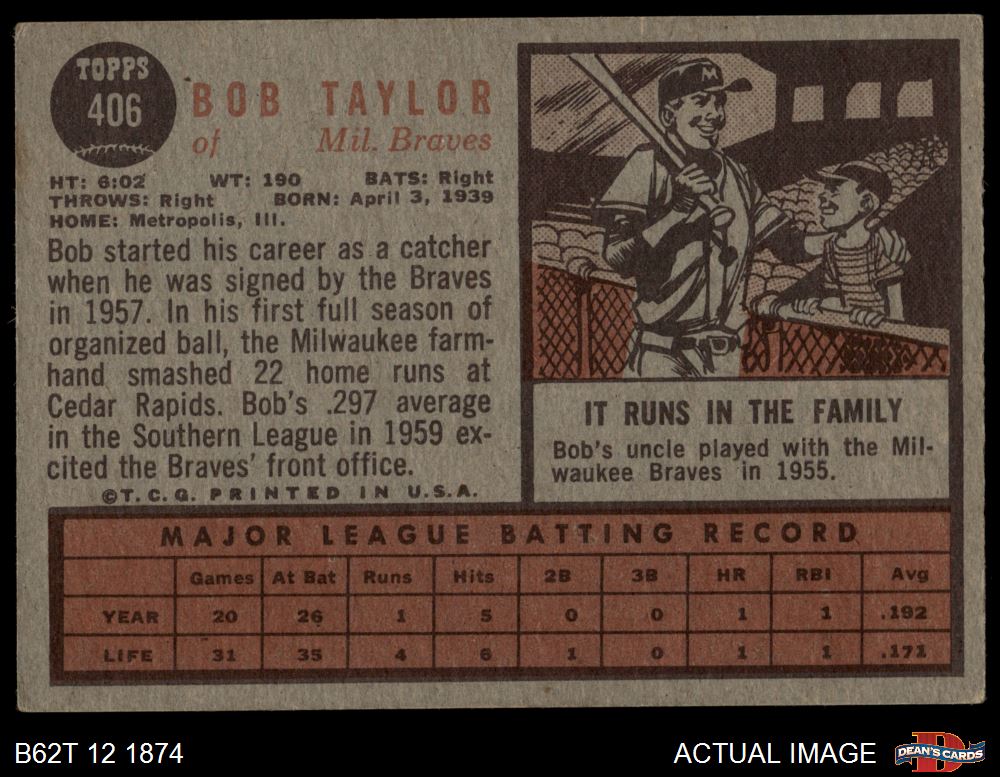 TOPPS
406
BOB TAYLOR
of Mil. Braves
HT: 6:02 WT: 190 BATS: Right
THROWS: Right BORN: April 3, 1939
HOME: Metropolis, Ill.
Bob started his career as a catcher
when he was signed by the Braves
in 1957. In his first full season of
organized ball, the Milwaukee farm-
hand smashed 22 home runs at
Cedar Rapids. Bob's .297 average
in the Southern League in 1959 ex-
cited the Braves' front office.
©T.C.G. PRINTED IN U.S.A.
M
IT RUNS IN THE FAMILY
Bob's uncle played with the Mil-
waukee Braves in 1955.
MAJOR LEAGUE BATTING RECORD
Games At Bat Runs Hits 2B 3B HR RBI Avg
YEAR 20 26 1 5 0 0 1 1 .192
LIFE 31 35 4 6 1 0 1 1 .171
B62T 12 1874
ACTUAL IMAGE
D
DEAN'S CARDS